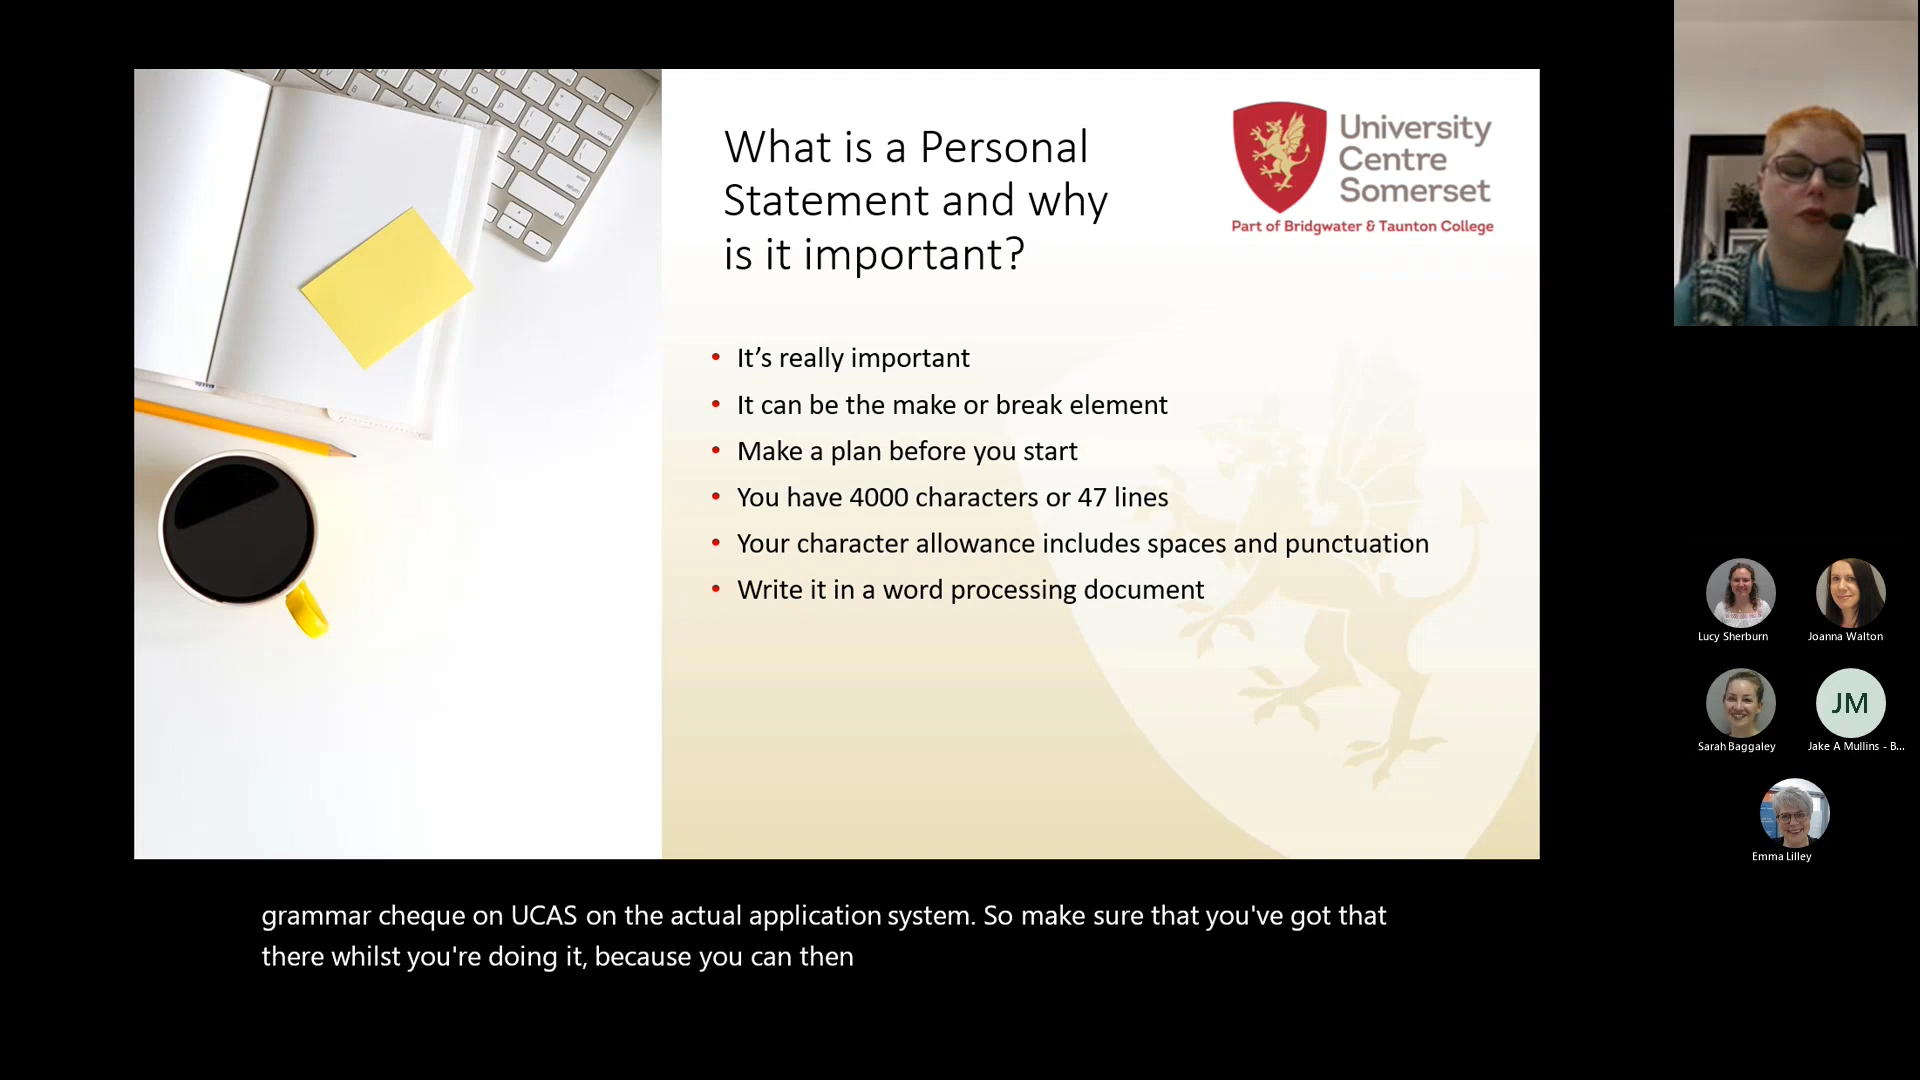 What is a Personal
Statement and why
is it important?
University
Centre
Somerset
Part of Bridgwater & Taunton College
• It’s really important
• It can be the make or break element
• Make a plan before you start
• You have 4000 characters or 47 lines
• Your character allowance includes spaces and punctuation
• Write it in a word processing document
Lucy Sherburn
Joanna Walton
JM
Sarah Baggaley
Jake A Mullins - B...
Emma Lilley
grammar cheque on UCAS on the actual application system. So make sure that you've got that
there whilst you're doing it, because you can then